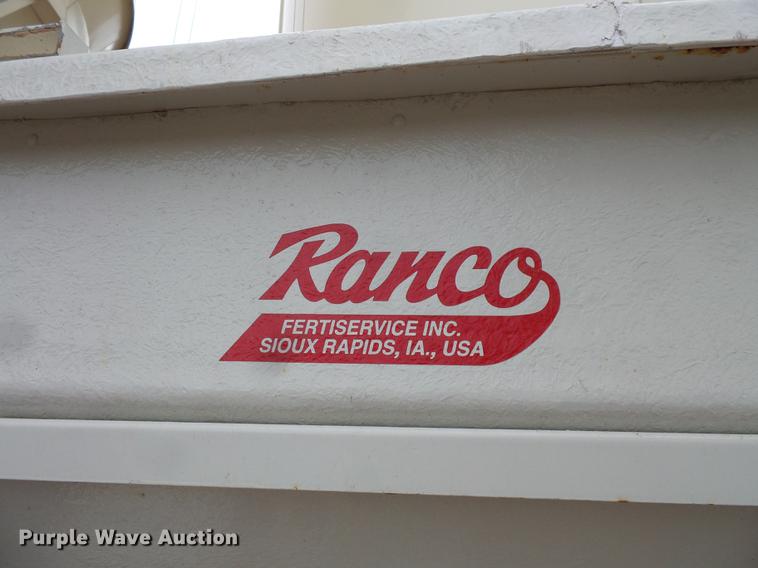 Ranco
FERTISERVICE INC.
SIOUX RAPIDS, IA., USA
Purple Wave Auction